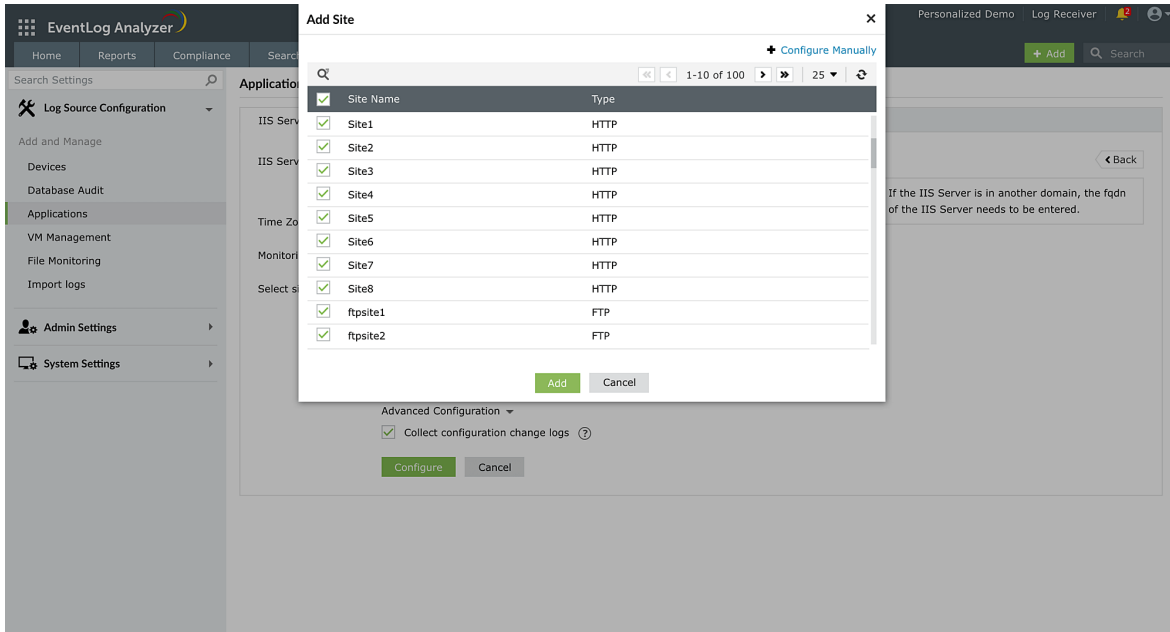 EventLog Analyzer
Personalized Demo Log Receiver 2
Home Reports Compliance Search
+ Add Search
Add Site
+ Configure Manually
1-10 of 100 25
Site Name Type
Site1 HTTP
Site2 HTTP
Site3 HTTP
Site4 HTTP
Site5 HTTP
Site6 HTTP
Site7 HTTP
Site8 HTTP
ftpsite1 FTP
ftpsite2 FTP
Add Cancel
Search Settings
Log Source Configuration
Add and Manage
Devices
Database Audit
Applications
VM Management
File Monitoring
Import logs
Admin Settings
System Settings
Applicatio
IIS Serv
IIS Serv
Time Zo
Monitori
Select si
Back
If the IIS Server is in another domain, the fqdn
of the IIS Server needs to be entered.
Advanced Configuration
Collect configuration change logs ?
Configure Cancel